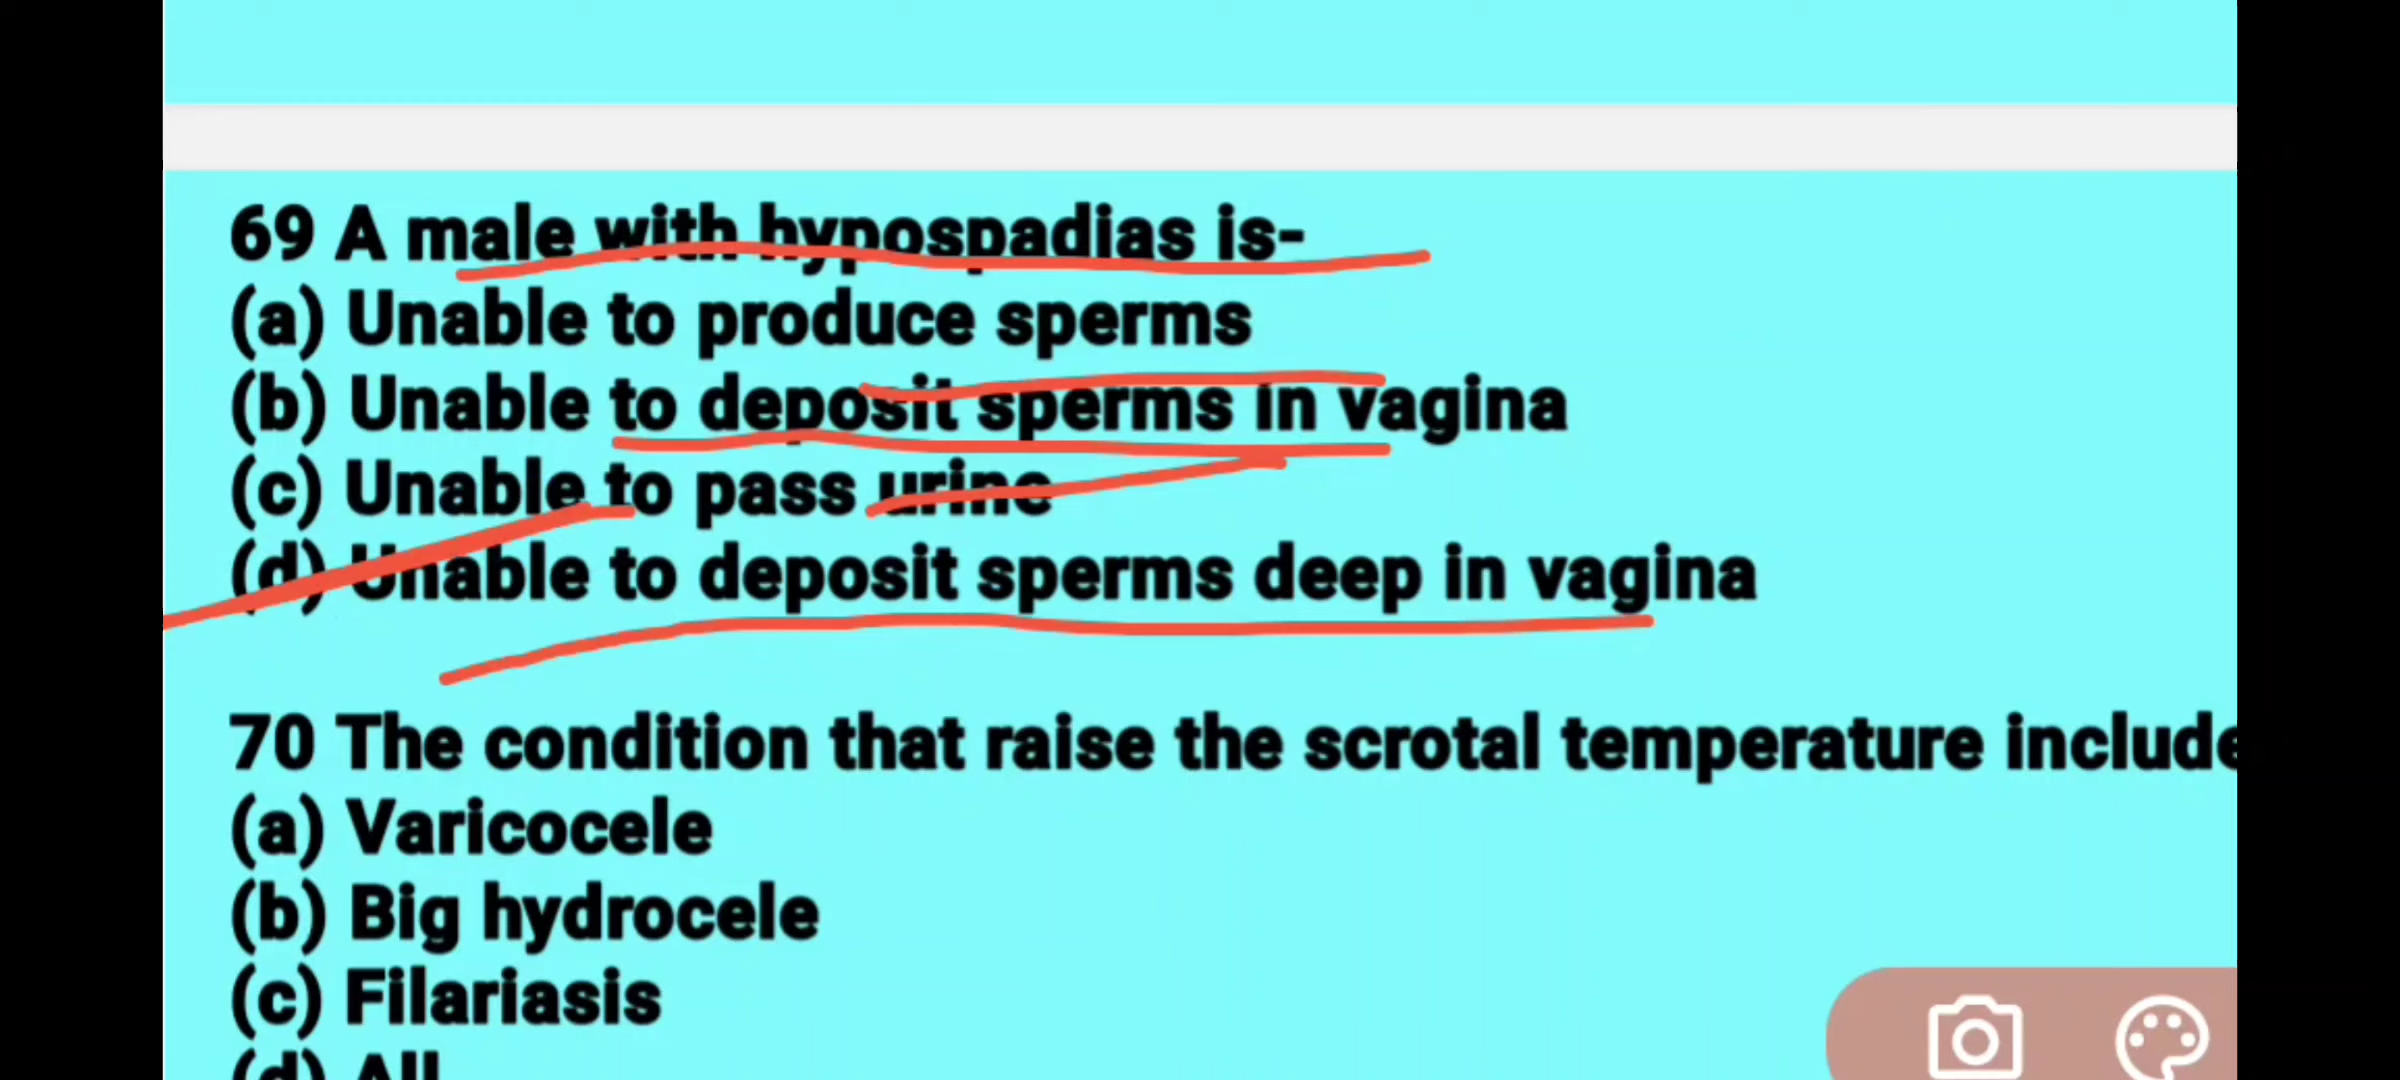 69 A male with hypospadias is-
(a) Unable to produce sperms
(b) Unable to deposit sperms in vagina
(c) Unable to pass urine
(d) Unable to deposit sperms deep in vagina
70 The condition that raise the scrotal temperature include
(a) Varicocele
(b) Big hydrocele
(c) Filariasis
(d) All